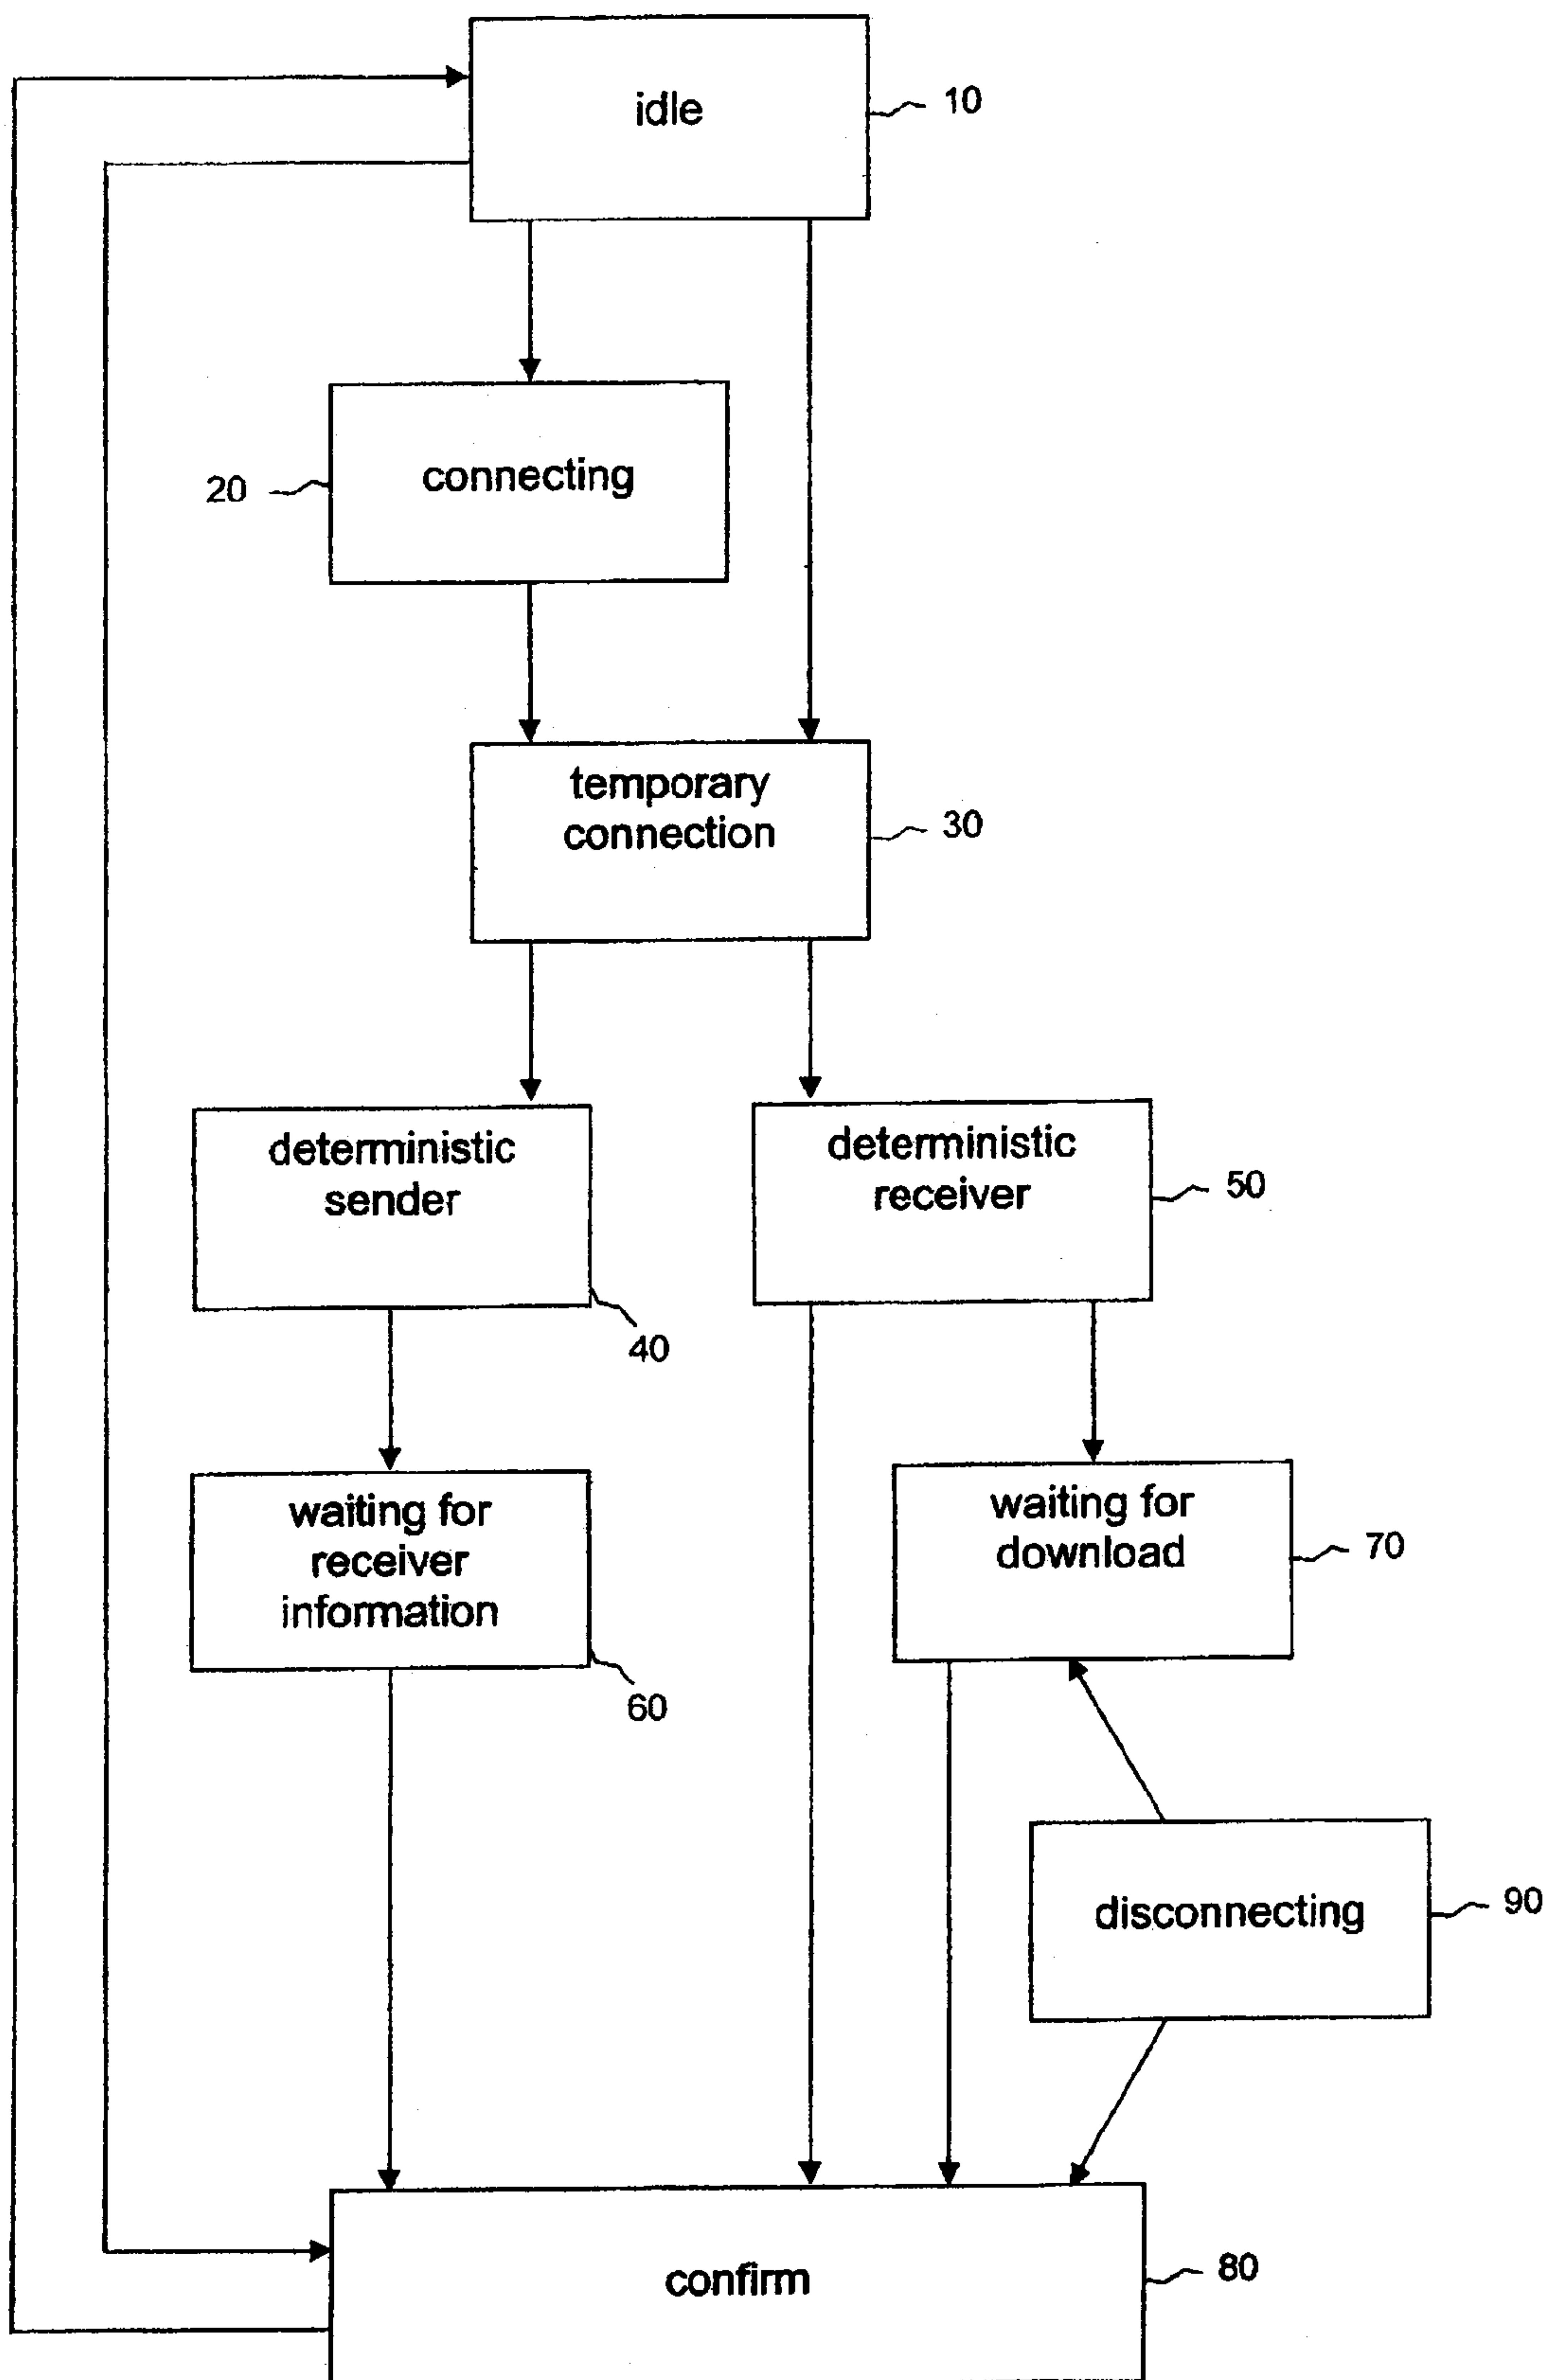 idle
10
connecting
20
temporary
connection
30
deterministic
sender
40
deterministic
receiver
50
waiting for
receiver
information
60
waiting for
download
70
disconnecting
90
confirm
80